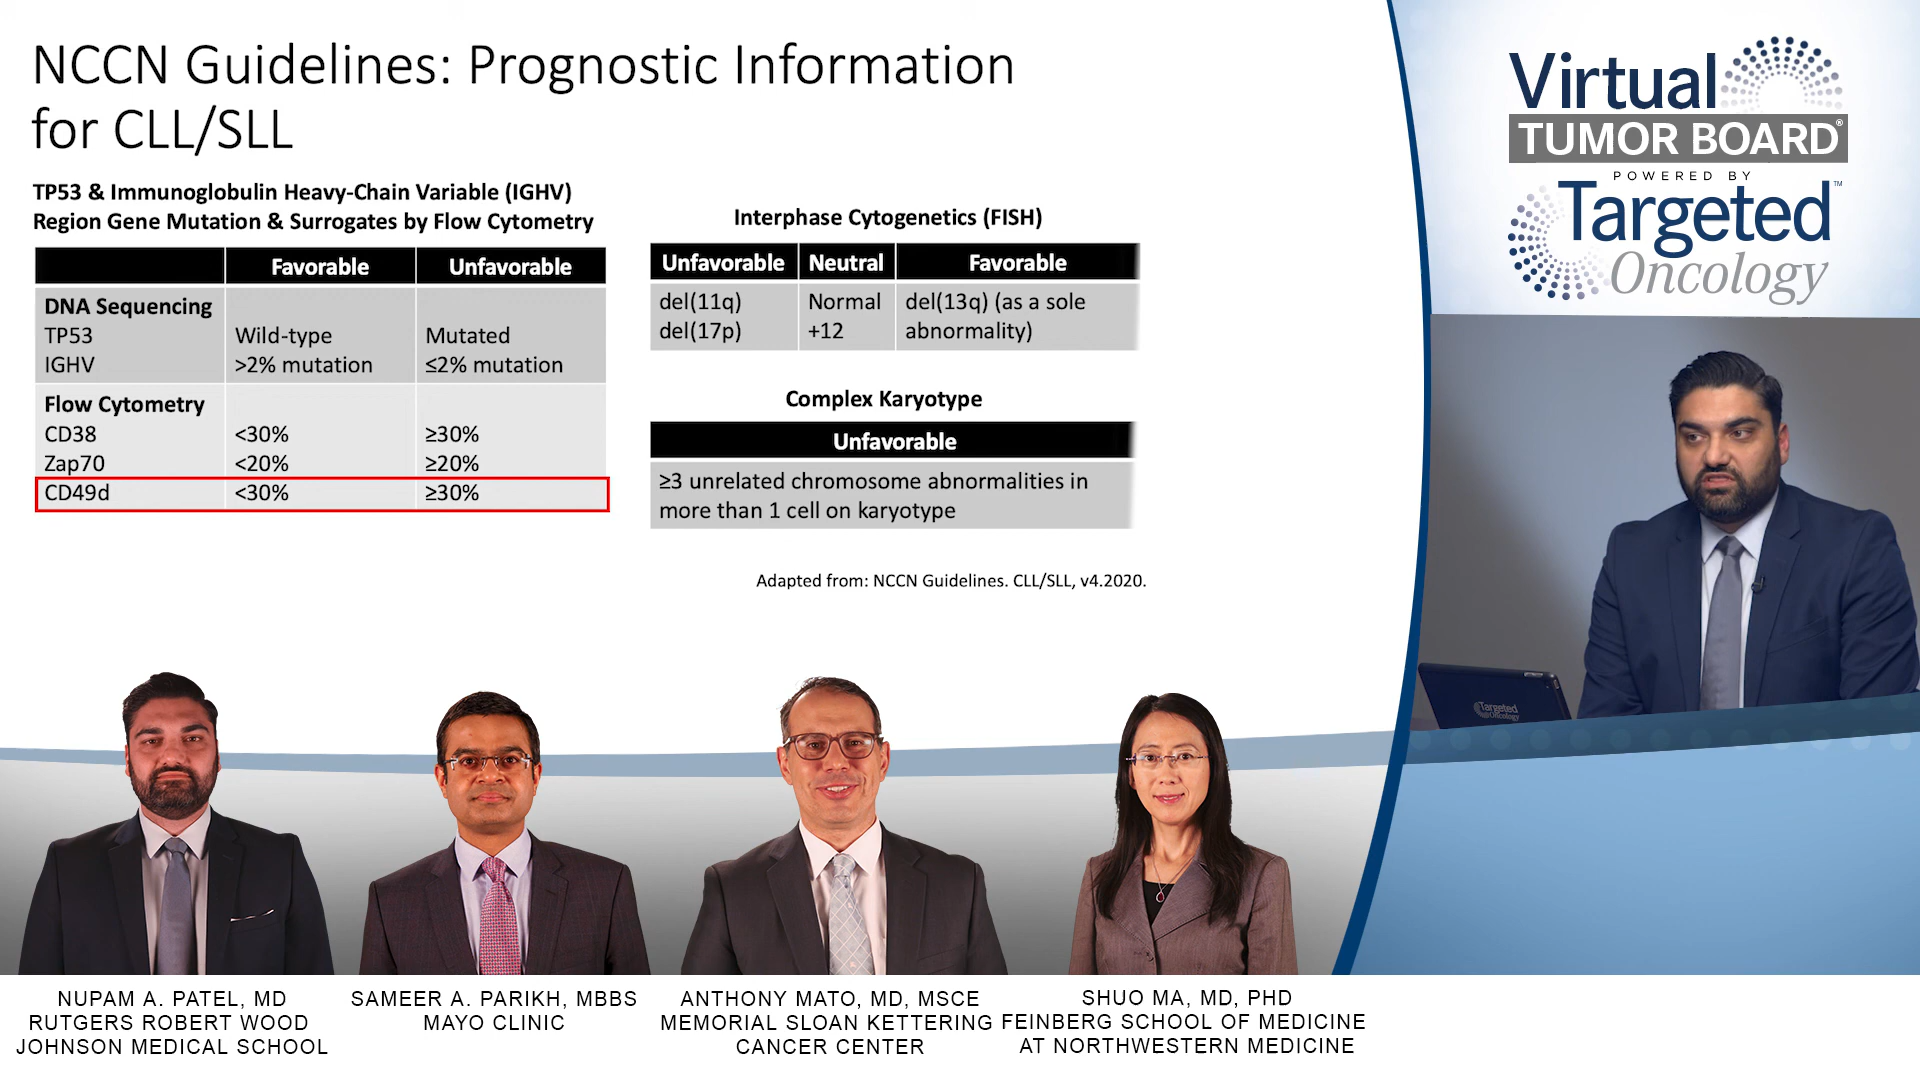 NCCN Guidelines: Prognostic Information
for CLL/SLL
TP53 & Immunoglobulin Heavy-Chain Variable (IGHV)
Region Gene Mutation & Surrogates by Flow Cytometry
Favorable Unfavorable
DNA Sequencing
TP53 Wild-type Mutated
IGHV >2% mutation ≤2% mutation
Flow Cytometry
CD38 <30% ≥30%
Zap70 <20% ≥20%
CD49d <30% ≥30%
Interphase Cytogenetics (FISH)
Unfavorable Neutral Favorable
del(11q) Normal del(13q) (as a sole
del(17p) +12 abnormality)
Complex Karyotype
Unfavorable
≥3 unrelated chromosome abnormalities in
more than 1 cell on karyotype
Adapted from: NCCN Guidelines. CLL/SLL, v4.2020.
Virtual
TUMOR BOARD®
POWERED BY
Targeted™
Oncology
Targeted
Oncology
NUPAM A. PATEL, MD
RUTGERS ROBERT WOOD
JOHNSON MEDICAL SCHOOL
SAMEER A. PARIKH, MBBS
MAYO CLINIC
ANTHONY MATO, MD, MSCE
MEMORIAL SLOAN KETTERING
CANCER CENTER
SHUO MA, MD, PHD
FEINBERG SCHOOL OF MEDICINE
AT NORTHWESTERN MEDICINE